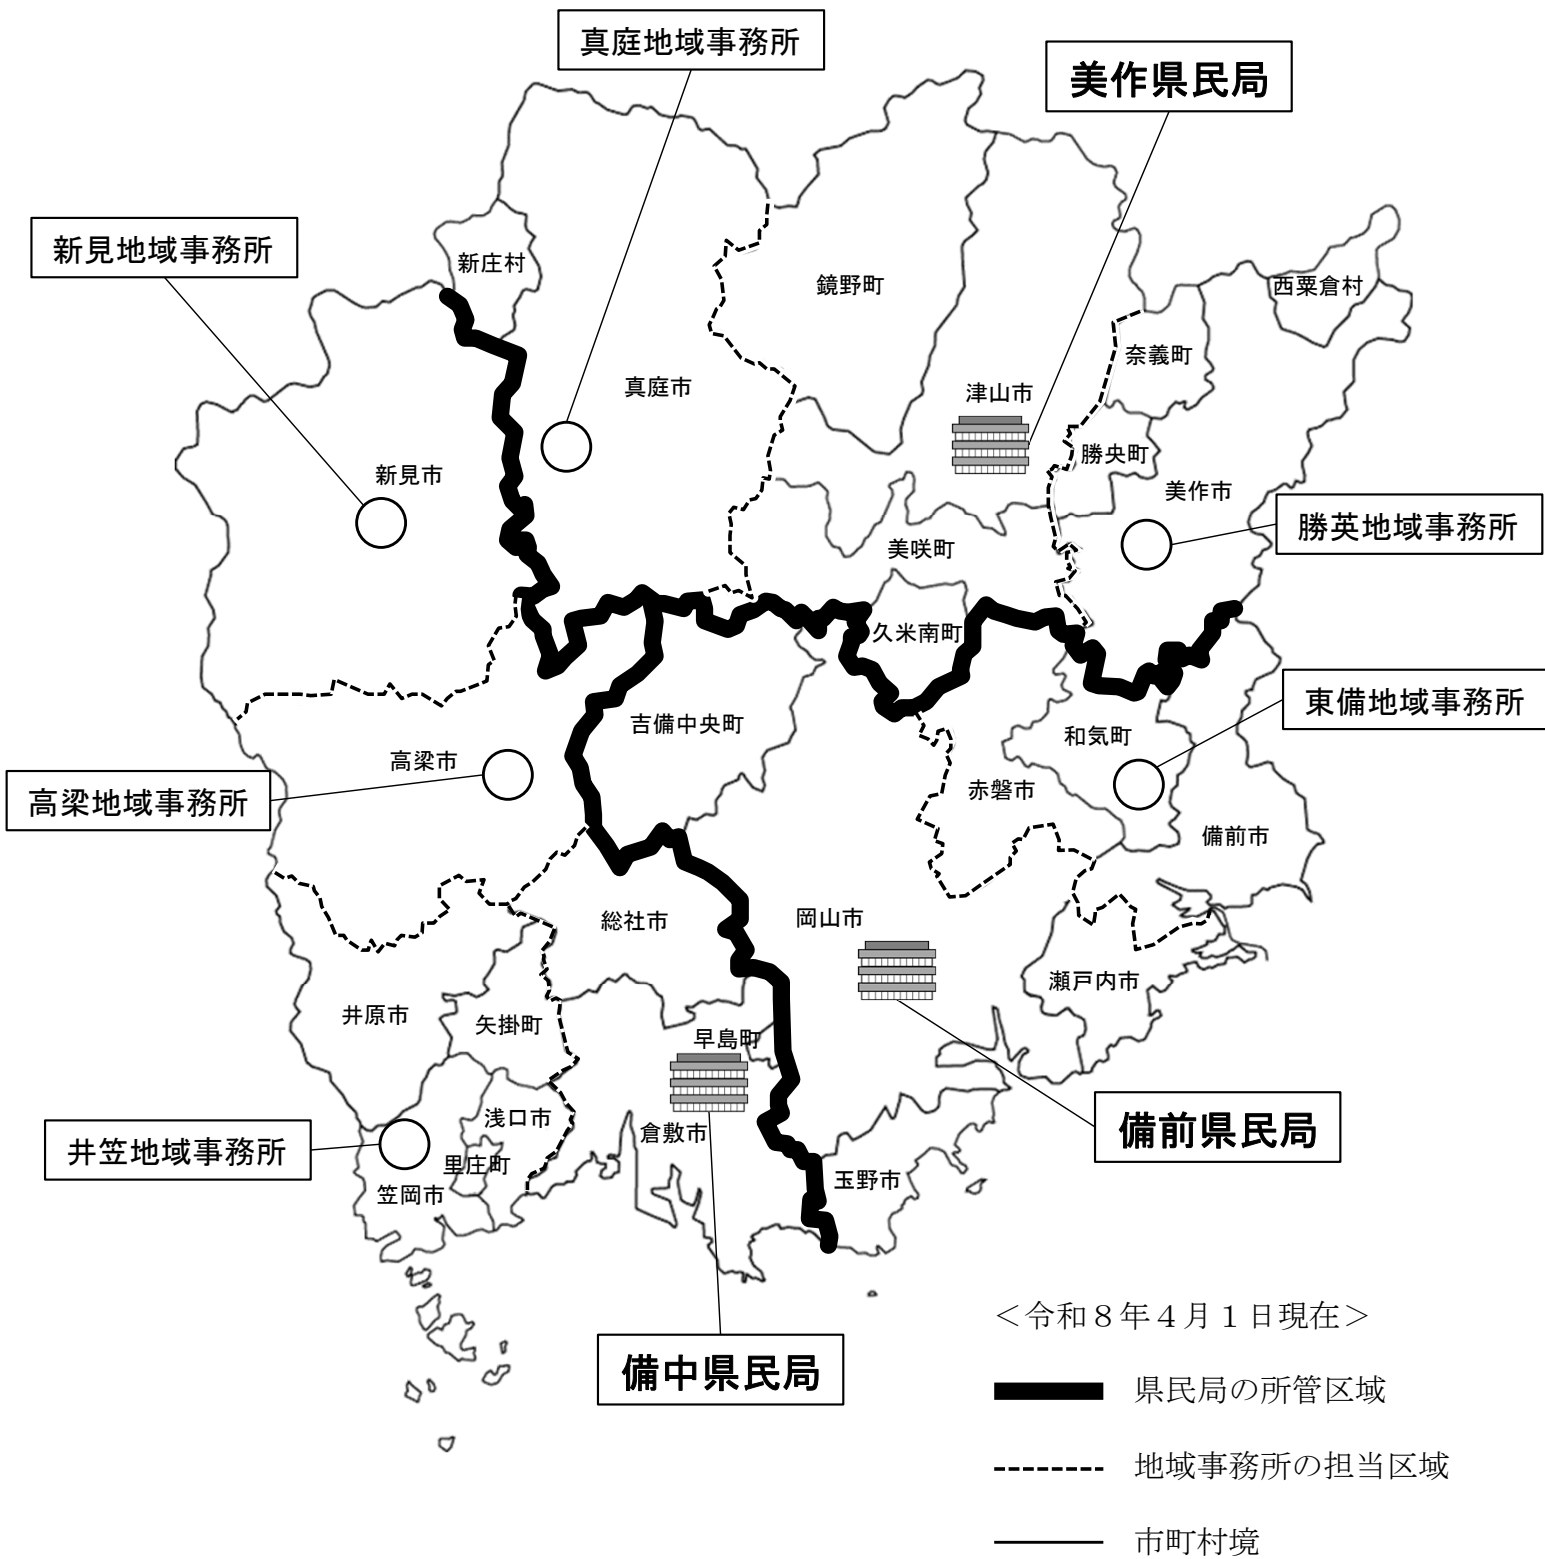 真庭地域事務所
美作県民局
新見地域事務所
新庄村
鏡野町
西粟倉村
奈義町
真庭市
津山市
勝央町
新見市
美作市
勝英地域事務所
美咲町
久米南町
東備地域事務所
吉備中央町
和気町
高梁市
赤磐市
高梁地域事務所
備前市
総社市
岡山市
瀬戸内市
井原市
矢掛町
早島町
浅口市
備前県民局
倉敷市
井笠地域事務所
里庄町
玉野市
笠岡市
＜令和８年４月１日現在＞
備中県民局
県民局の所管区域
地域事務所の担当区域
市町村境